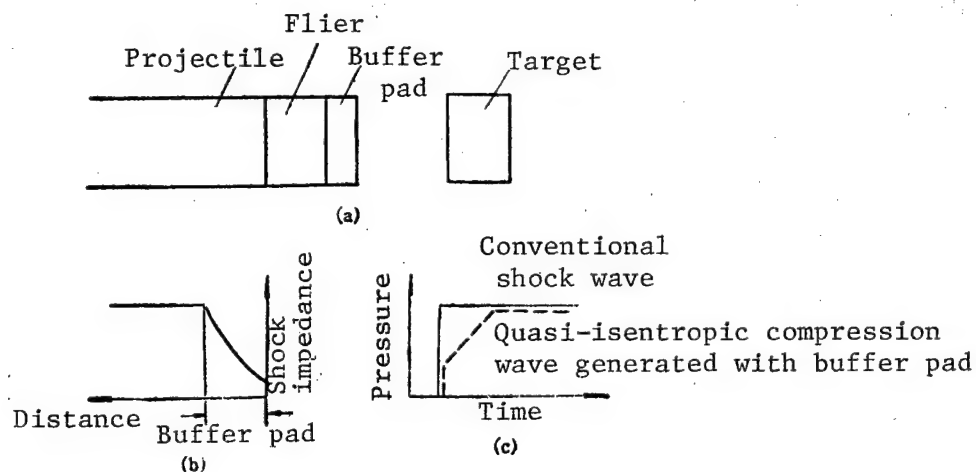 Flier
Projectile
Buffer
pad
Target
(a)
Conventional
shock wave
Shock
impedance
Pressure
Quasi-isentropic compression
wave generated with buffer pad
Distance
Buffer pad
Time
(b)
(c)